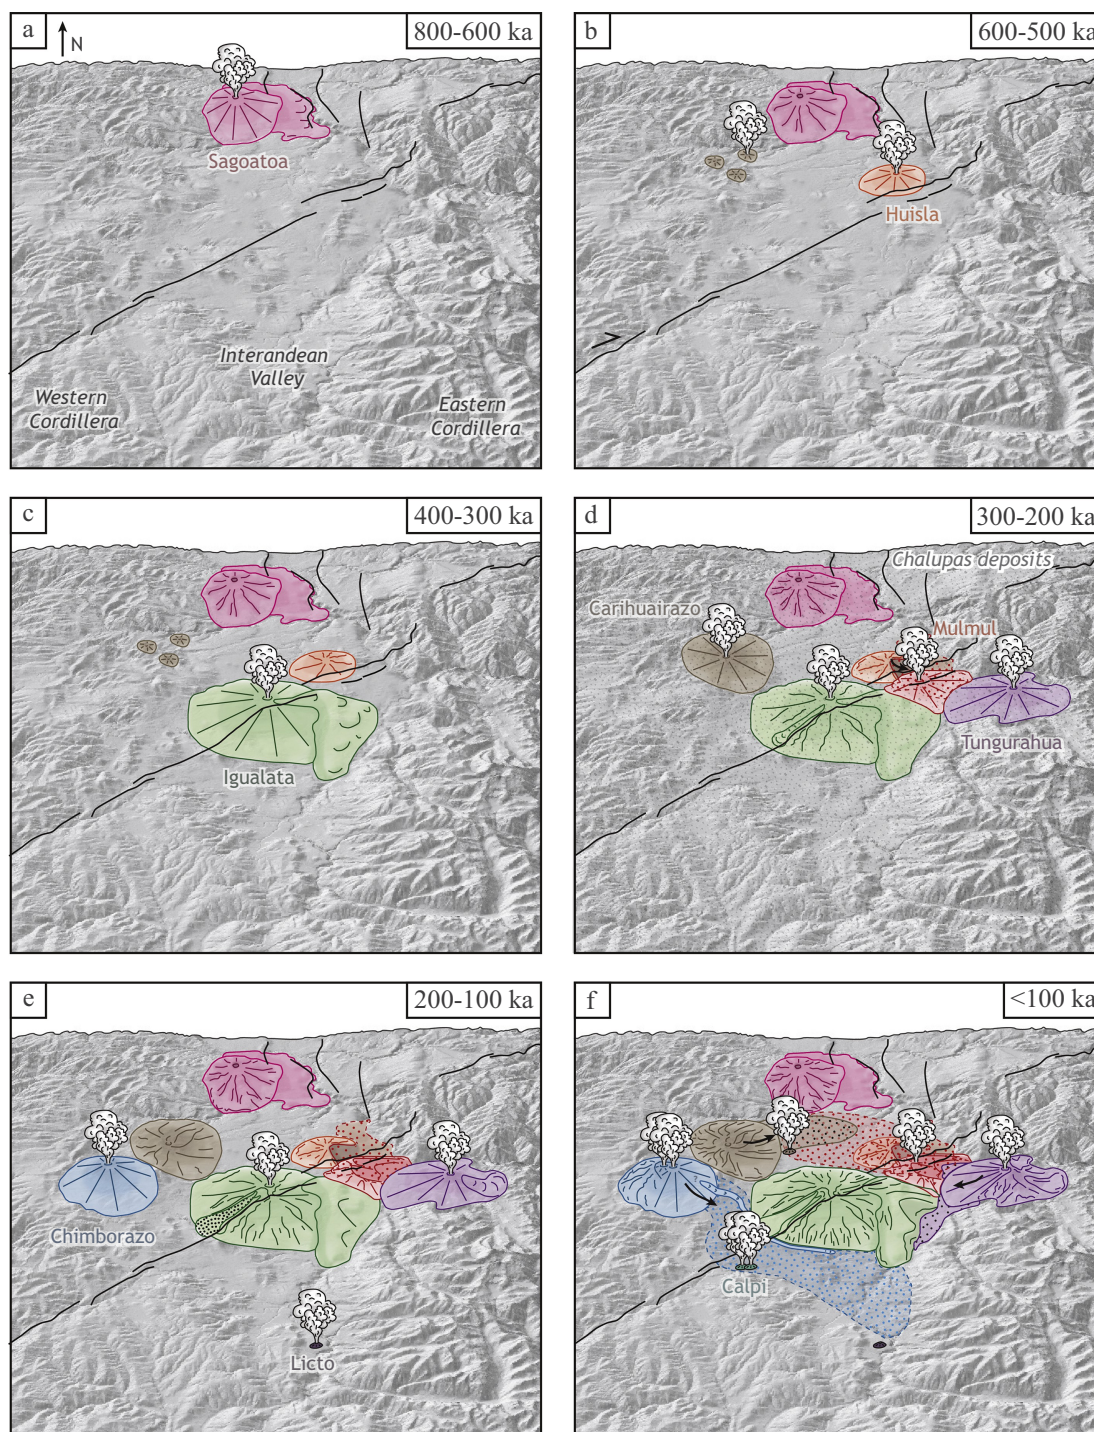 a
N
800-600 ka
Sagoatoa
Interandean
Valley
Western
Cordillera
Eastern
Cordillera
b
600-500 ka
Huisla
c
400-300 ka
Igualata
d
300-200 ka
Chalupas deposits
Carihuairazo
Mulmul
Tungurahua
e
200-100 ka
Chimborazo
Licto
f
<100 ka
Calpi